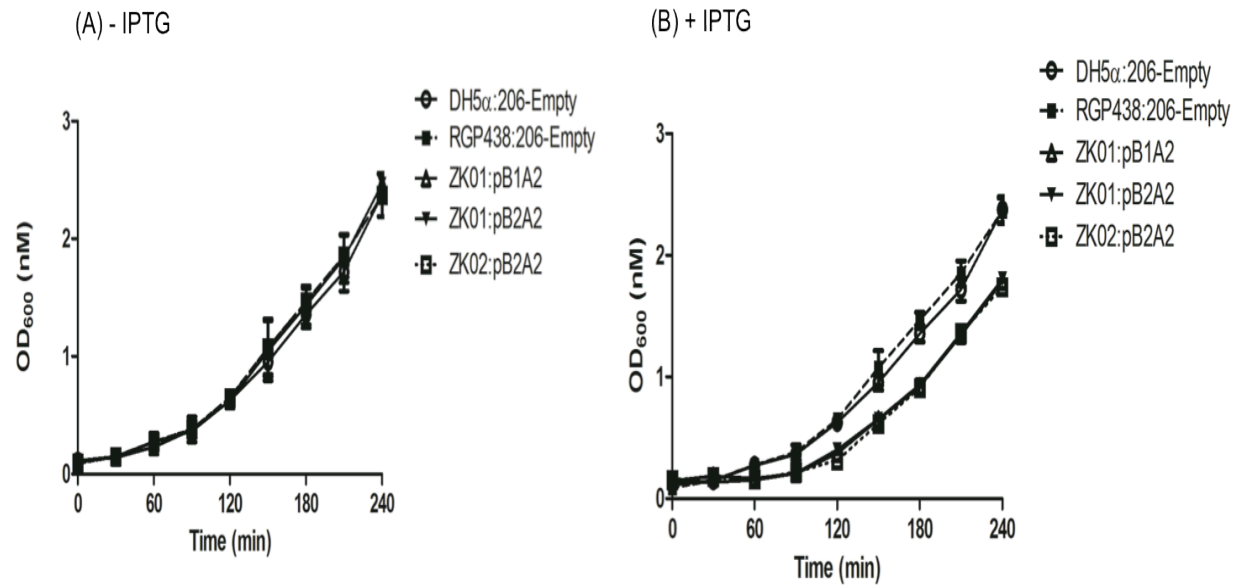 (A) - IPTG
DH5α:206-Empty
RGP438:206-Empty
ZK01:pB1A2
ZK01:pB2A2
ZK02:pB2A2
OD600 (nM)
3
2
1
0
0 60 120 180 240
Time (min)
(B) + IPTG
DH5α:206-Empty
RGP438:206-Empty
ZK01:pB1A2
ZK01:pB2A2
ZK02:pB2A2
OD600 (nM)
3
2
1
0
0 60 120 180 240
Time (min)